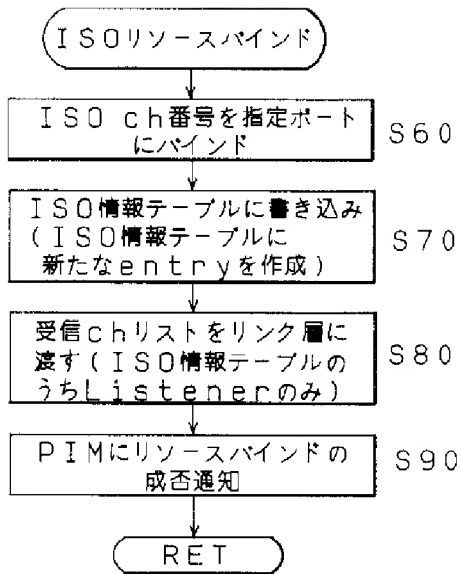 ISOリソースバインド
ISO ch番号を指定ポート
にバインド
S60
ISO情報テーブルに書き込み
(ISO情報テーブルに
新たなentryを作成)
S70
受信chリストをリンク層に
渡す(ISO情報テーブルの
うちListenerのみ)
S80
PIMにリソースバインドの
成否通知
S90
RET